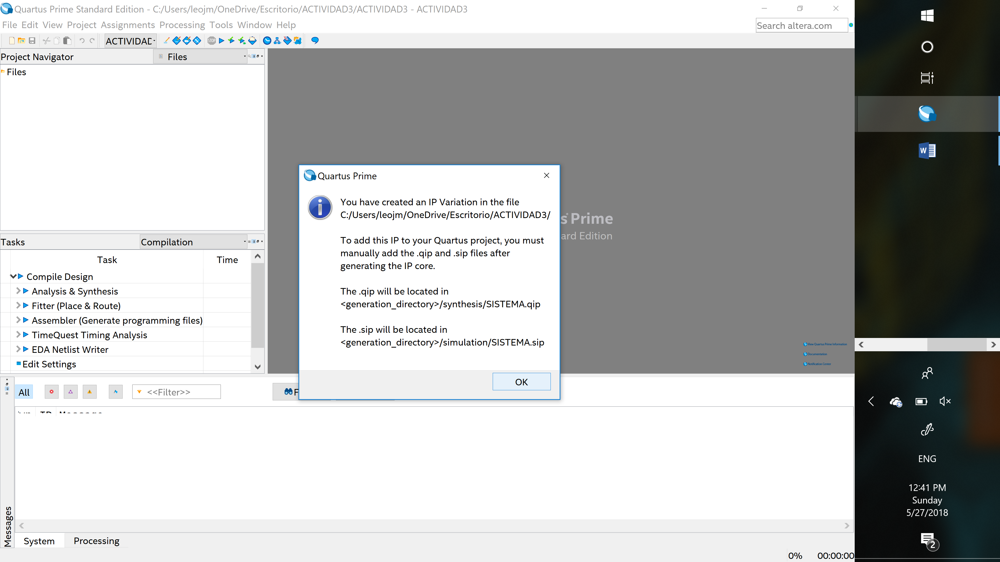 Quartus Prime Standard Edition - C:/Users/leojm/OneDrive/Escritorio/ACTIVIDAD3/ACTIVIDAD3 - ACTIVIDAD3
File Edit View Project Assignments Processing Tools Window Help
Search altera.com
ACTIVIDAD
STOP
Project Navigator
Files
Files
Quartus Prime
You have created an IP Variation in the file
C:/Users/leojm/OneDrive/Escritorio/ACTIVIDAD3/
To add this IP to your Quartus project, you must
manually add the .qip and .sip files after
generating the IP core.
The .qip will be located in
<generation_directory>/synthesis/SISTEMA.qip
The .sip will be located in
<generation_directory>/simulation/SISTEMA.sip
OK
s Prime
ard Edition
Tasks
Compilation
Task Time
Compile Design
Analysis & Synthesis
Fitter (Place & Route)
Assembler (Generate programming files)
TimeQuest Timing Analysis
EDA Netlist Writer
Edit Settings
View Quartus Prime Information
Documentation
Notification Center
All
<<Filter>>
F
ID Message
Messages
System Processing
0% 00:00:00
W
ENG
12:41 PM
Sunday
5/27/2018
2